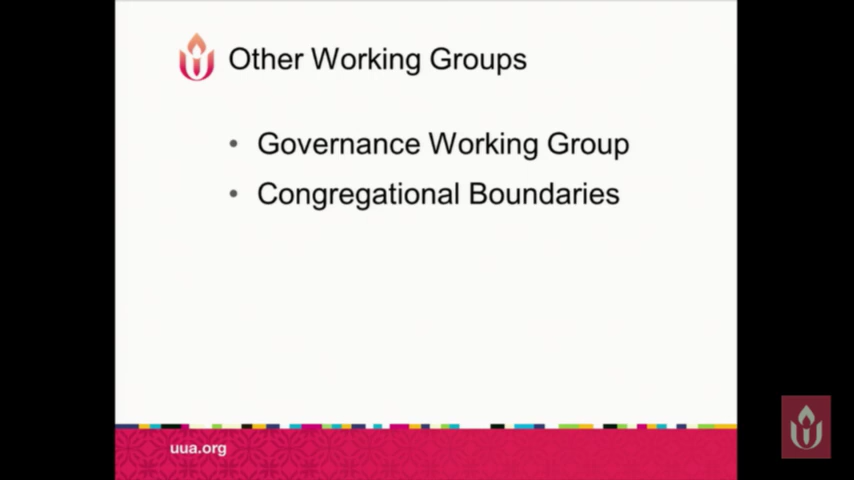 Other Working Groups
• Governance Working Group
• Congregational Boundaries
uua.org